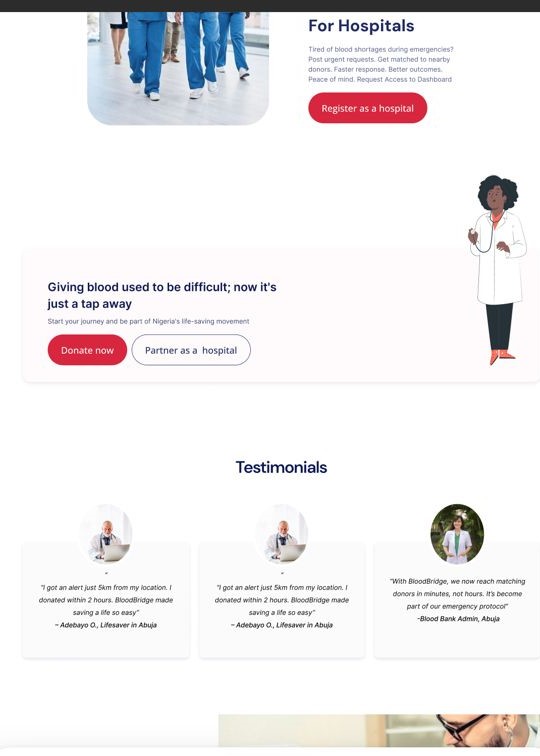 For Hospitals
Tired of blood shortages during emergencies?
Post urgent requests. Get matched to nearby
donors. Faster response. Better outcomes.
Peace of mind. Request Access to Dashboard
Register as a hospital
Giving blood used to be difficult; now it's
just a tap away
Start your journey and be part of Nigeria's life-saving movement
Donate now
Partner as a hospital
Testimonials
"I got an alert just 5km from my location. I
donated within 2 hours. BloodBridge made
saving a life so easy"
– Adebayo O., Lifesaver in Abuja
"I got an alert just 5km from my location. I
donated within 2 hours. BloodBridge made
saving a life so easy"
– Adebayo O., Lifesaver in Abuja
"With BloodBridge, we now reach matching
donors in minutes, not hours. It's become
part of our emergency protocol"
-Blood Bank Admin, Abuja